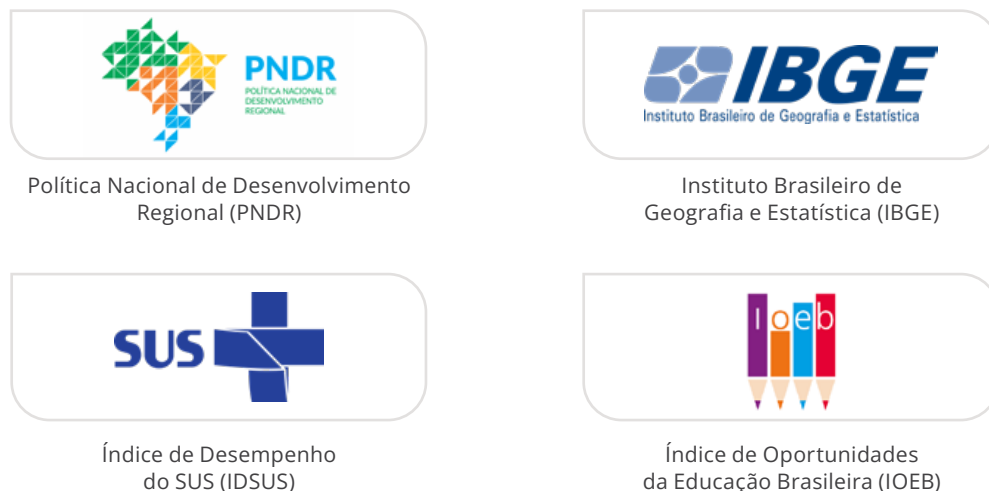 PNDR
POLÍTICA NACIONAL DE
DESENVOLVIMENTO
REGIONAL
IBGE
Instituto Brasileiro de Geografia e Estatística
Política Nacional de Desenvolvimento
Regional (PNDR)
Instituto Brasileiro de
Geografia e Estatística (IBGE)
SUS
Ioeb
Índice de Desempenho
do SUS (IDSUS)
Índice de Oportunidades
da Educação Brasileira (IOEB)